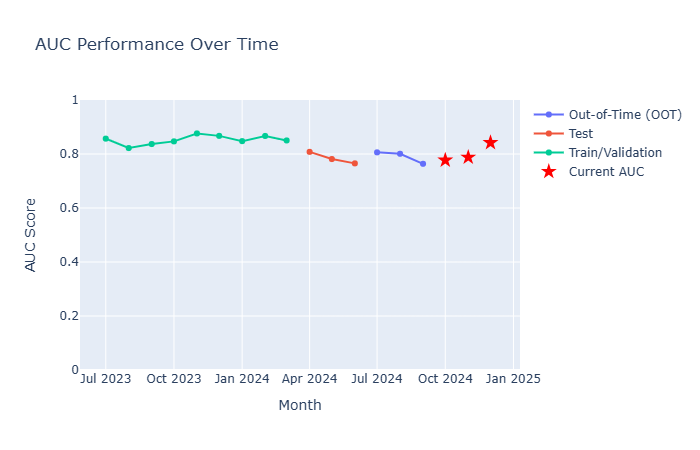 AUC Performance Over Time
1
0.8
0.6
0.4
0.2
0
AUC Score
Jul 2023
Oct 2023
Jan 2024
Apr 2024
Jul 2024
Oct 2024
Jan 2025
Month
Out-of-Time (OOT)
Test
Train/Validation
Current AUC